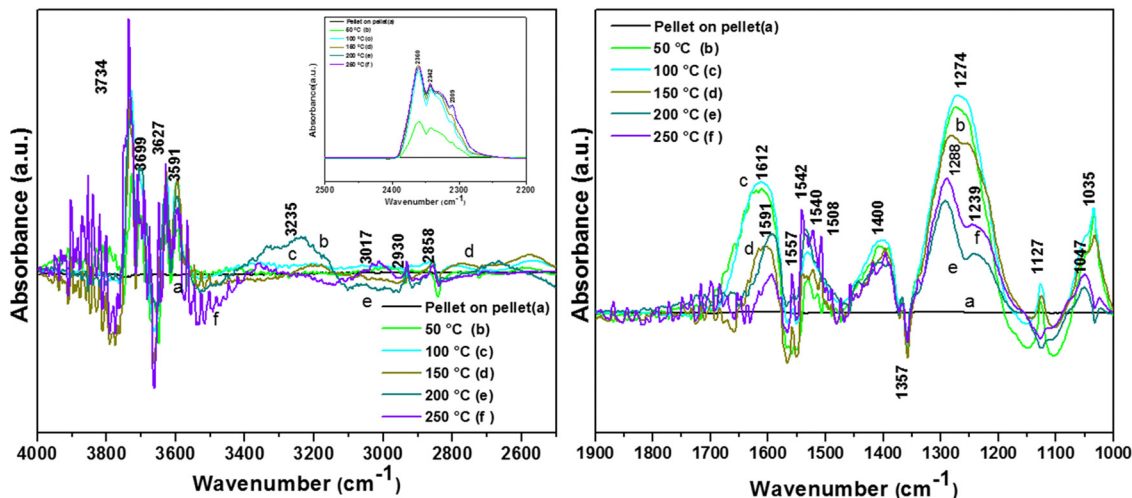 3734
3699
3627
3591
3235
3017
2930
2858
a
b
c
d
e
f
Pellet on pellet(a)
50 °C (b)
100 °C (c)
150 °C (d)
200 °C (e)
250 °C (f )
Absorbance (a.u.)
4000 3800 3600 3400 3200 3000 2800 2600
Wavenumber (cm-1)
Pellet on pellet(a)
50 °C (b)
100 °C (c)
150 °C (d)
200 °C (e)
250 °C (f)
2360
2342
2309
Absorbance(a.u.)
2500 2400 2300 2200
Wavenumber (cm-1)
Pellet on pellet(a)
50 °C (b)
100 °C (c)
150 °C (d)
200 °C (e)
250 °C (f )
1612
1591
1557
1542
1540
1508
1400
1357
1274
1288
1239
1127
1047
1035
c
d
b
f
e
a
Absorbance (a.u.)
1900 1800 1700 1600 1500 1400 1300 1200 1100 1000
Wavenumber (cm-1)